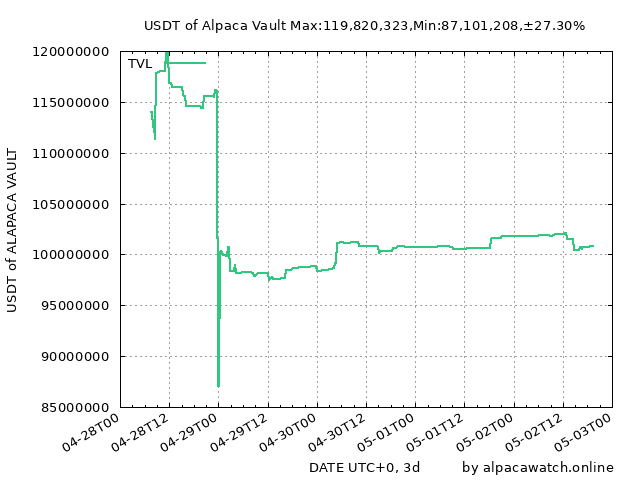 USDT of Alpaca Vault Max:119,820,323,Min:87,101,208,±27.30%
120000000
TVL
115000000
110000000
105000000
100000000
95000000
90000000
85000000
USDT of ALAPACA VAULT
04-28T00
04-28T12
04-29T00
04-29T12
04-30T00
04-30T12
05-01T00
05-01T12
05-02T00
05-02T12
05-03T00
DATE UTC+0, 3d
by alpacawatch.online